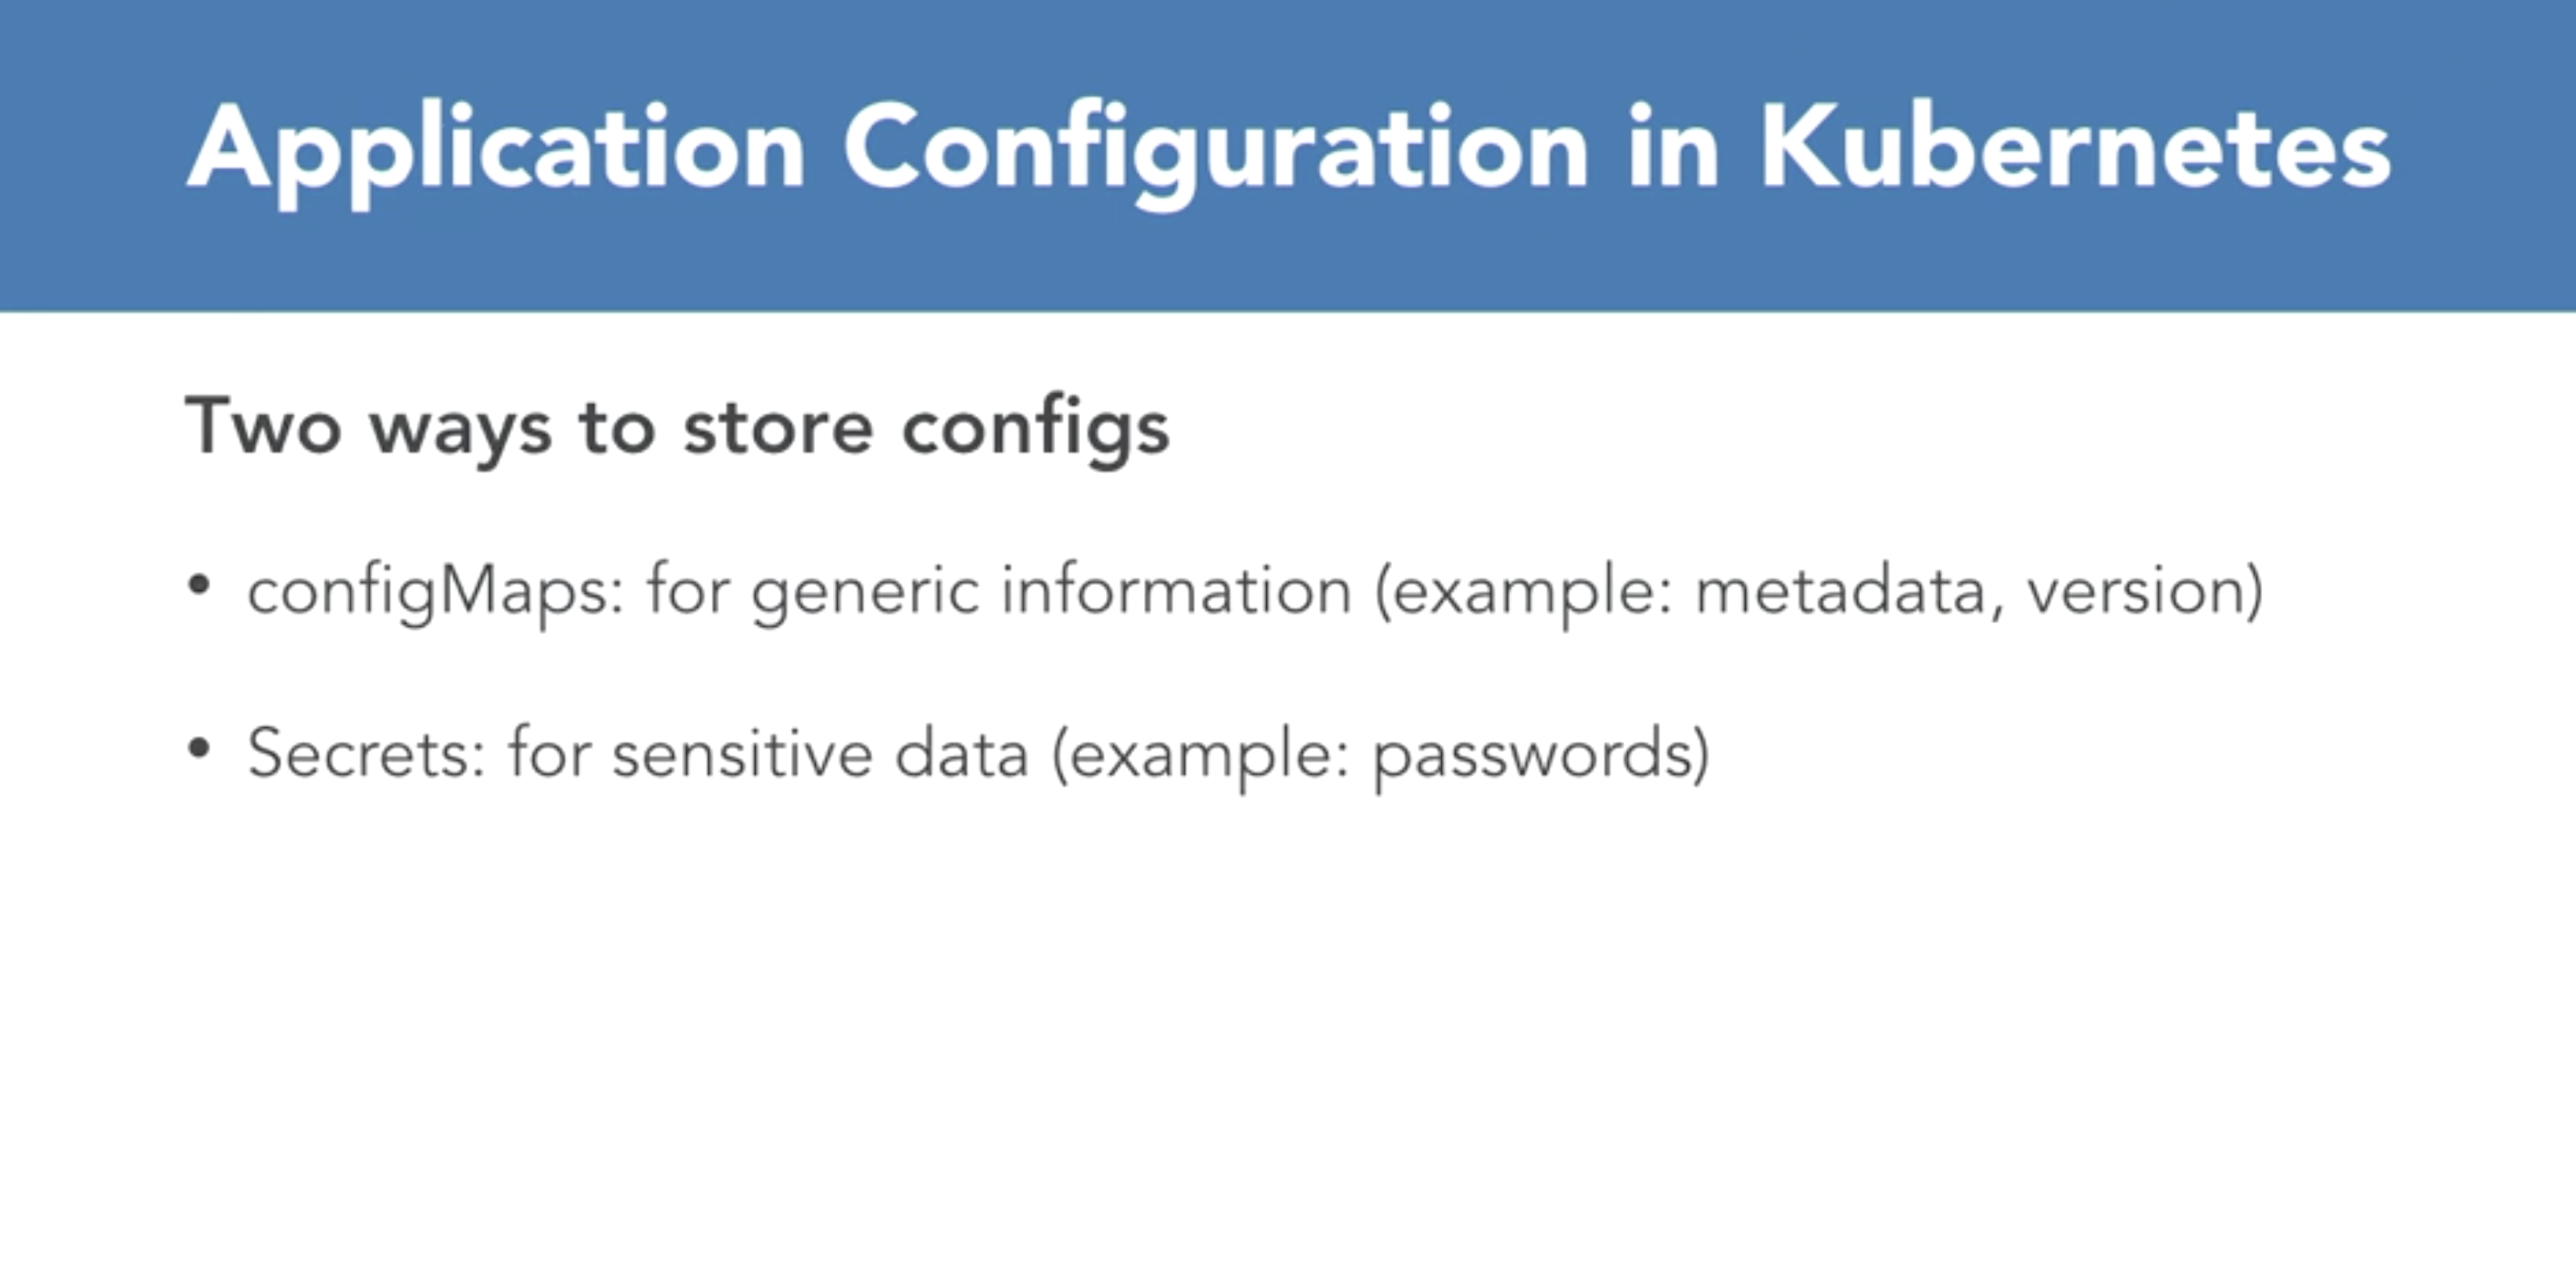 Application Configuration in Kubernetes
Two ways to store configs
• configMaps: for generic information (example: metadata, version)
• Secrets: for sensitive data (example: passwords)